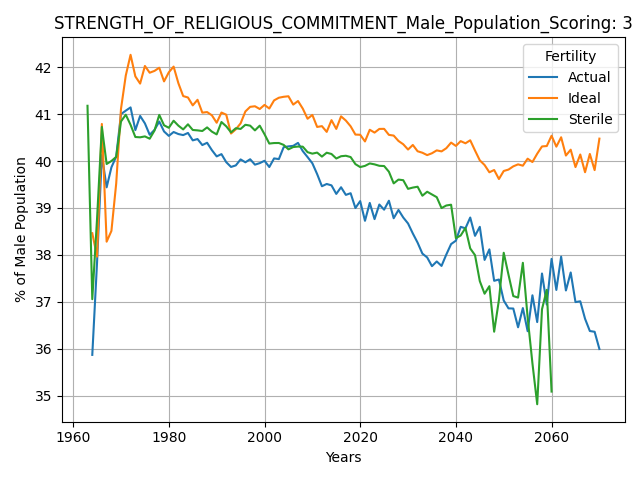 STRENGTH_OF_RELIGIOUS_COMMITMENT_Male_Population_Scoring: 3
Fertility
Actual
Ideal
Sterile
% of Male Population
42
41
40
39
38
37
36
35
1960
1980
2000
2020
2040
2060
Years